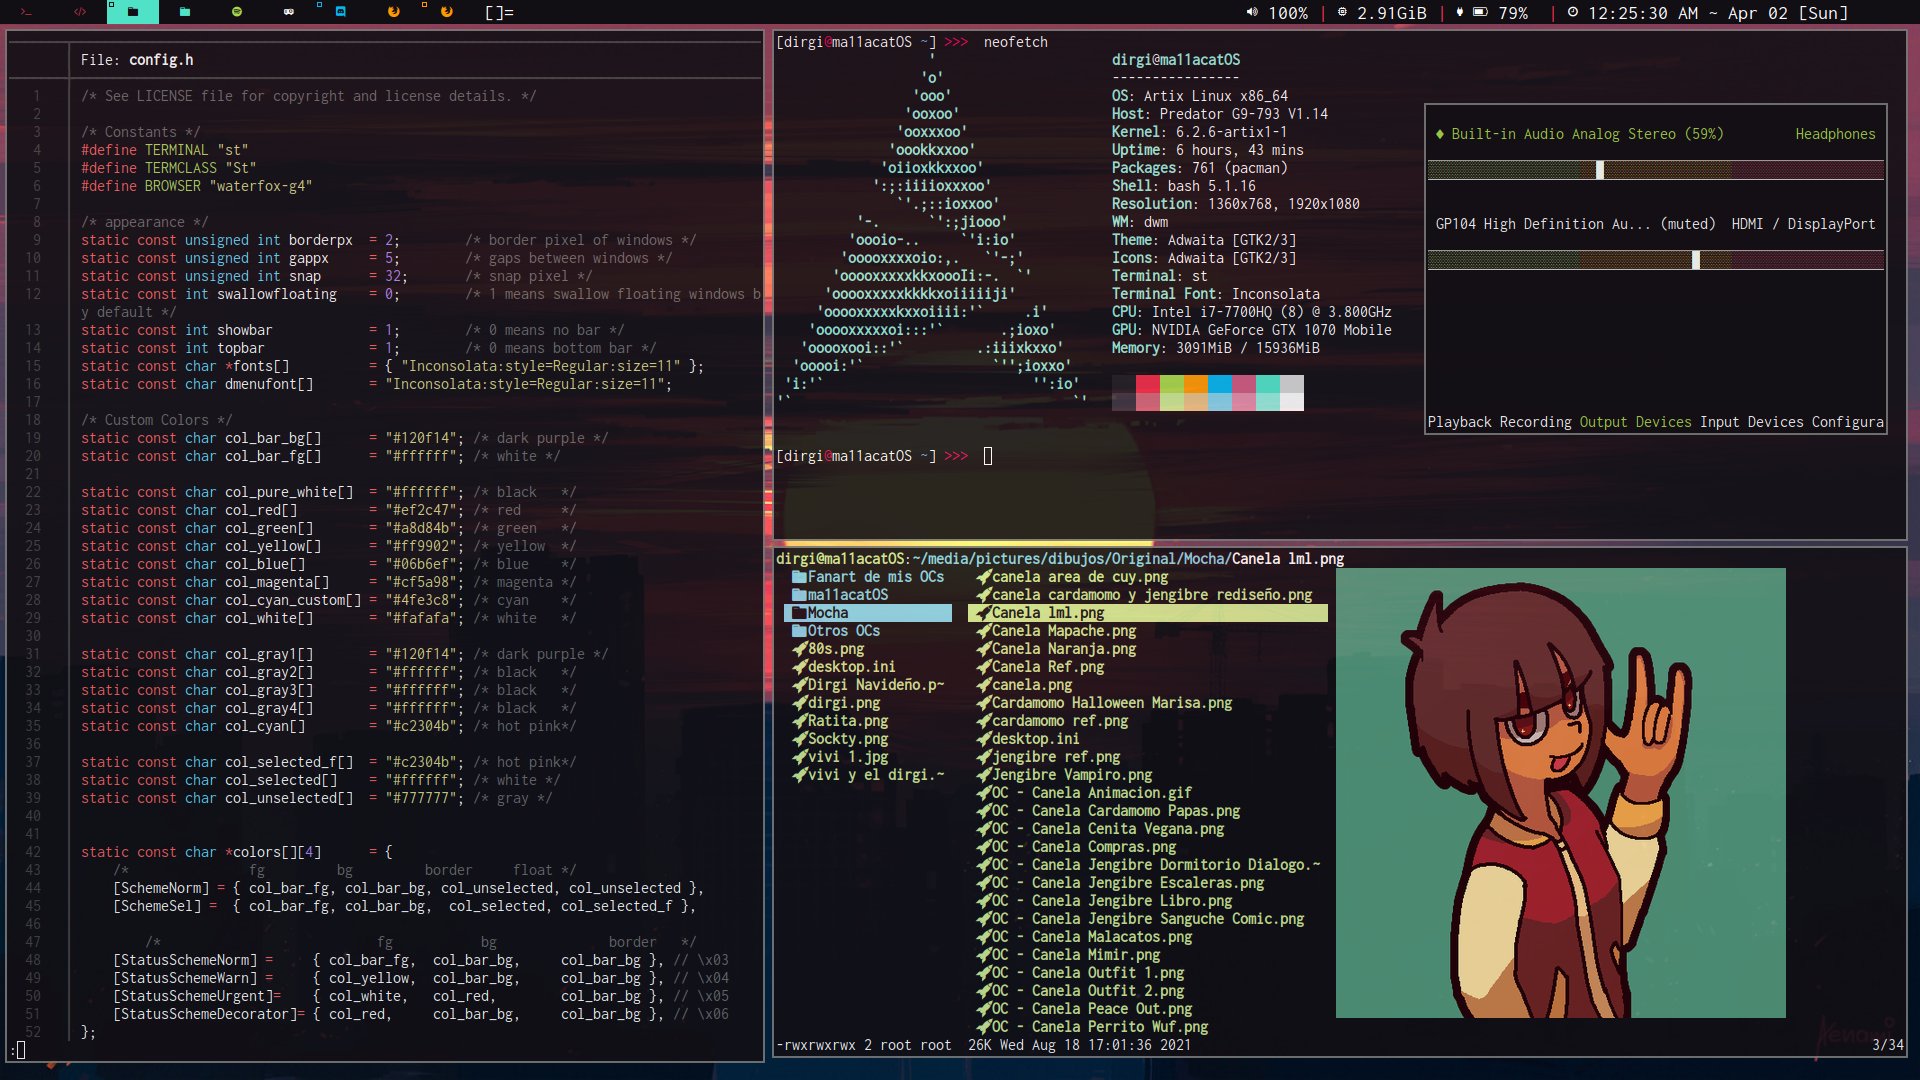 []=
100% | 2.91GiB | 79% | 12:25:30 AM ~ Apr 02 [Sun]
File: config.h
1 /* See LICENSE file for copyright and license details. */
2
3 /* Constants */
4 #define TERMINAL "st"
5 #define TERMCLASS "St"
6 #define BROWSER "waterfox-g4"
7
8 /* appearance */
9 static const unsigned int borderpx  = 2;        /* border pixel of windows */
10 static const unsigned int gappx     = 5;        /* gaps between windows */
11 static const unsigned int snap      = 32;       /* snap pixel */
12 static const int swallowfloating    = 0;        /* 1 means swallow floating windows b
y default */
13 static const int showbar            = 1;        /* 0 means no bar */
14 static const int topbar             = 1;        /* 0 means bottom bar */
15 static const char *fonts[]          = { "Inconsolata:style=Regular:size=11" };
16 static const char dmenufont[]       = "Inconsolata:style=Regular:size=11";
17
18 /* Custom Colors */
19 static const char col_bar_bg[]      = "#120f14"; /* dark purple */
20 static const char col_bar_fg[]      = "#ffffff"; /* white */
21
22 static const char col_pure_white[]  = "#ffffff"; /* black   */
23 static const char col_red[]         = "#ef2c47"; /* red     */
24 static const char col_green[]       = "#a8d84b"; /* green   */
25 static const char col_yellow[]      = "#ff9902"; /* yellow  */
26 static const char col_blue[]        = "#06b6ef"; /* blue    */
27 static const char col_magenta[]     = "#cf5a98"; /* magenta */
28 static const char col_cyan_custom[] = "#4fe3c8"; /* cyan    */
29 static const char col_white[]       = "#fafafa"; /* white   */
30
31 static const char col_gray1[]       = "#120f14"; /* dark purple */
32 static const char col_gray2[]       = "#ffffff"; /* black   */
33 static const char col_gray3[]       = "#ffffff"; /* black   */
34 static const char col_gray4[]       = "#ffffff"; /* black   */
35 static const char col_cyan[]        = "#c2304b"; /* hot pink*/
36
37 static const char col_selected_f[]  = "#c2304b"; /* hot pink*/
38 static const char col_selected[]    = "#ffffff"; /* white */
39 static const char col_unselected[]  = "#777777"; /* gray */
40
41
42 static const char *colors[][4]      = {
43     /*               fg         bg         border     float */
44     [SchemeNorm] = { col_bar_fg, col_bar_bg, col_unselected, col_unselected },
45     [SchemeSel] =  { col_bar_fg, col_bar_bg,  col_selected, col_selected_f },
46
47         /*                           fg           bg              border   */
48     [StatusSchemeNorm] =     { col_bar_fg,  col_bar_bg,     col_bar_bg }, // \x03
49     [StatusSchemeWarn] =     { col_yellow,  col_bar_bg,     col_bar_bg }, // \x04
50     [StatusSchemeUrgent]=    { col_white,   col_red,        col_bar_bg }, // \x05
51     [StatusSchemeDecorator]= { col_red,     col_bar_bg,     col_bar_bg }, // \x06
52 };
:
[dirgi@ma11acatOS ~] >>>  neofetch
'
'o'
'ooo'
'ooxoo'
'ooxxxoo'
'oookkxxoo'
'oiioxkkxxoo'
':;:iiiioxxxoo'
`'.;::ioxxoo'
'-.      `':;jiooo'
'oooio-..     `'i:io'
'ooooxxxxoio:,.   `'-;'
'ooooxxxxxkkxoooIi:-.  `'
'ooooxxxxxkkkkxoiiiiiji'
'ooooxxxxxkxxoiiii:'`     .i'
'ooooxxxxxoi:::'`       .;ioxo'
'ooooxooi::'`         .:iiixkxxo'
'ooooi:'`                `'';ioxxo'
'i:'`                          '':io'
'`                                   `'
dirgi@ma11acatOS
----------------
OS: Artix Linux x86_64
Host: Predator G9-793 V1.14
Kernel: 6.2.6-artix1-1
Uptime: 6 hours, 43 mins
Packages: 761 (pacman)
Shell: bash 5.1.16
Resolution: 1360x768, 1920x1080
WM: dwm
Theme: Adwaita [GTK2/3]
Icons: Adwaita [GTK2/3]
Terminal: st
Terminal Font: Inconsolata
CPU: Intel i7-7700HQ (8) @ 3.800GHz
GPU: NVIDIA GeForce GTX 1070 Mobile
Memory: 3091MiB / 15936MiB
[dirgi@ma11acatOS ~] >>>
♦ Built-in Audio Analog Stereo (59%)         Headphones
GP104 High Definition Au... (muted)  HDMI / DisplayPort
Playback Recording Output Devices Input Devices Configura
dirgi@ma11acatOS:~/media/pictures/dibujos/Original/Mocha/Canela lml.png
Fanart de mis OCs
ma11acatOS
Mocha
Otros OCs
80s.png
desktop.ini
Dirgi Navideño.p~
dirgi.png
Ratita.png
Sockty.png
vivi 1.jpg
vivi y el dirgi.~
canela area de cuy.png
canela cardamomo y jengibre rediseño.png
Canela lml.png
Canela Mapache.png
Canela Naranja.png
Canela Ref.png
canela.png
Cardamomo Halloween Marisa.png
cardamomo ref.png
desktop.ini
jengibre ref.png
Jengibre Vampiro.png
OC - Canela Animacion.gif
OC - Canela Cardamomo Papas.png
OC - Canela Cenita Vegana.png
OC - Canela Compras.png
OC - Canela Jengibre Dormitorio Dialogo.~
OC - Canela Jengibre Escaleras.png
OC - Canela Jengibre Libro.png
OC - Canela Jengibre Sanguche Comic.png
OC - Canela Malacatos.png
OC - Canela Mimir.png
OC - Canela Outfit 1.png
OC - Canela Outfit 2.png
OC - Canela Peace Out.png
OC - Canela Perrito Wuf.png
-rwxrwxrwx 2 root root  26K Wed Aug 18 17:01:36 2021
3/34